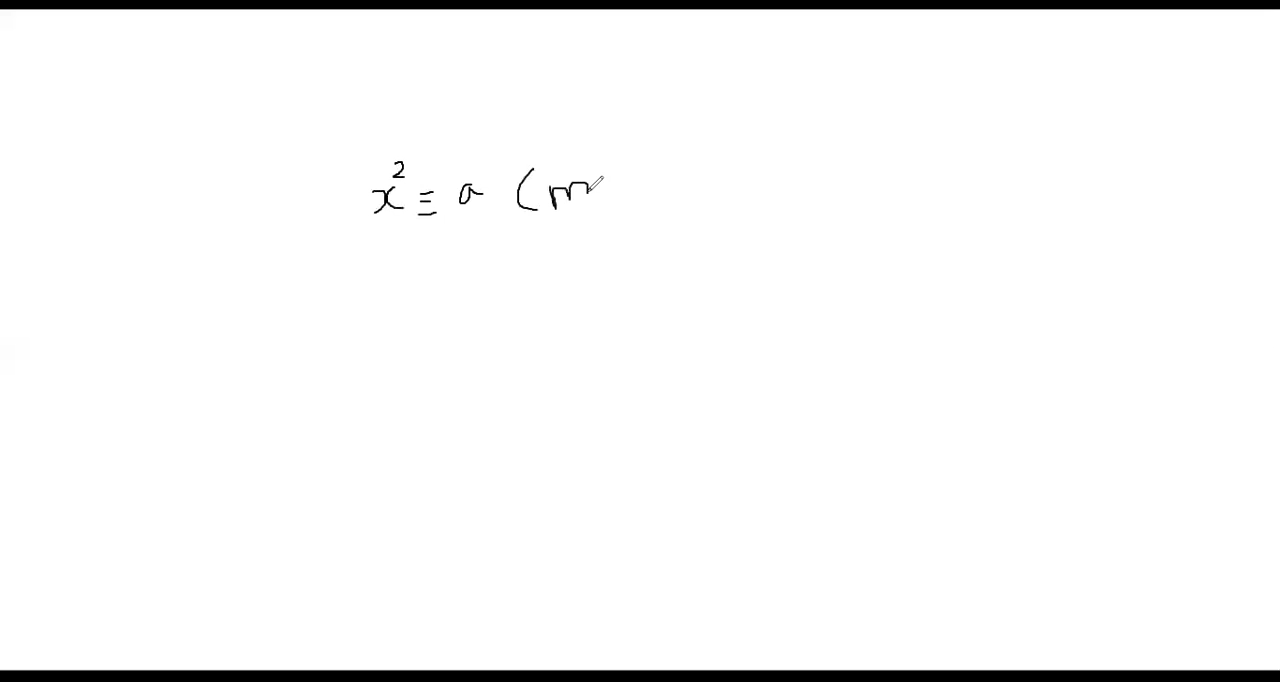 x² ≡ a (m